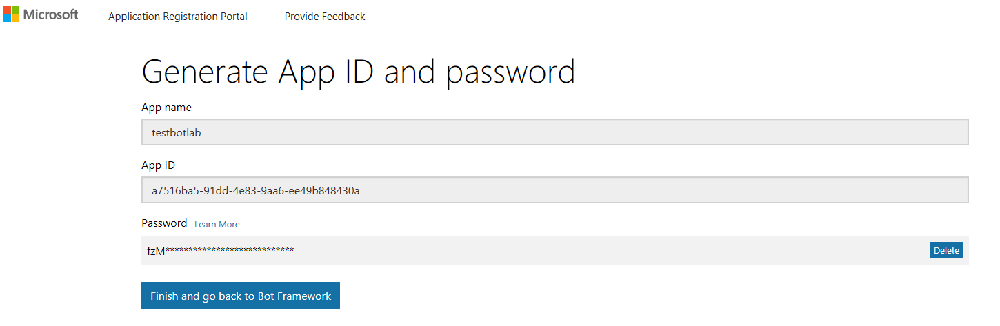 Microsoft Application Registration Portal Provide Feedback
Generate App ID and password
App name
testbotlab
App ID
a7516ba5-91dd-4e83-9aa6-ee49b848430a
Password Learn More
fzM**************************** Delete
Finish and go back to Bot Framework